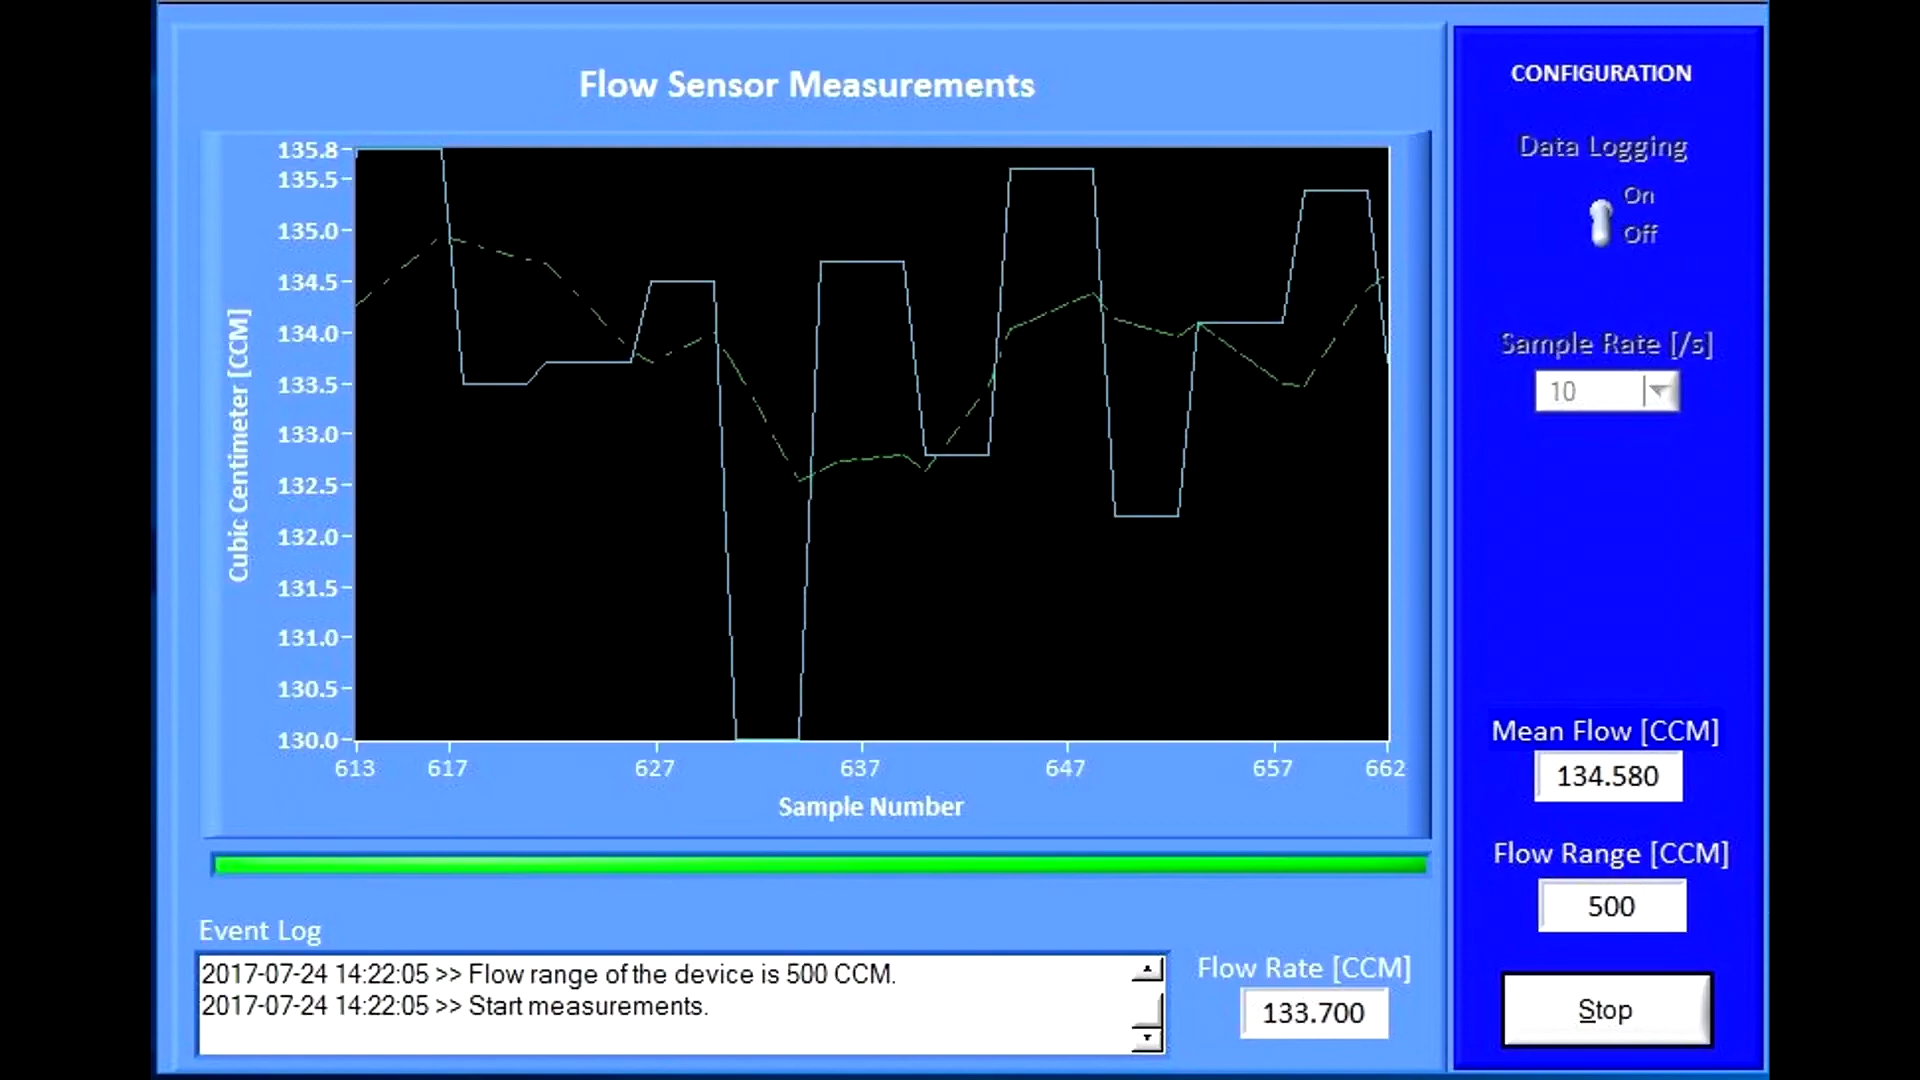 Flow Sensor Measurements
135.8
135.5
135.0
134.5
134.0
133.5
133.0
132.5
132.0
131.5
131.0
130.5
130.0
Cubic Centimeter [CCM]
613 617 627 637 647 657 662
Sample Number
Event Log
2017-07-24 14:22:05 >> Flow range of the device is 500 CCM.
2017-07-24 14:22:05 >> Start measurements.
Flow Rate [CCM]
133.700
CONFIGURATION
Data Logging
On
Off
Sample Rate [/s]
10
Mean Flow [CCM]
134.580
Flow Range [CCM]
500
Stop